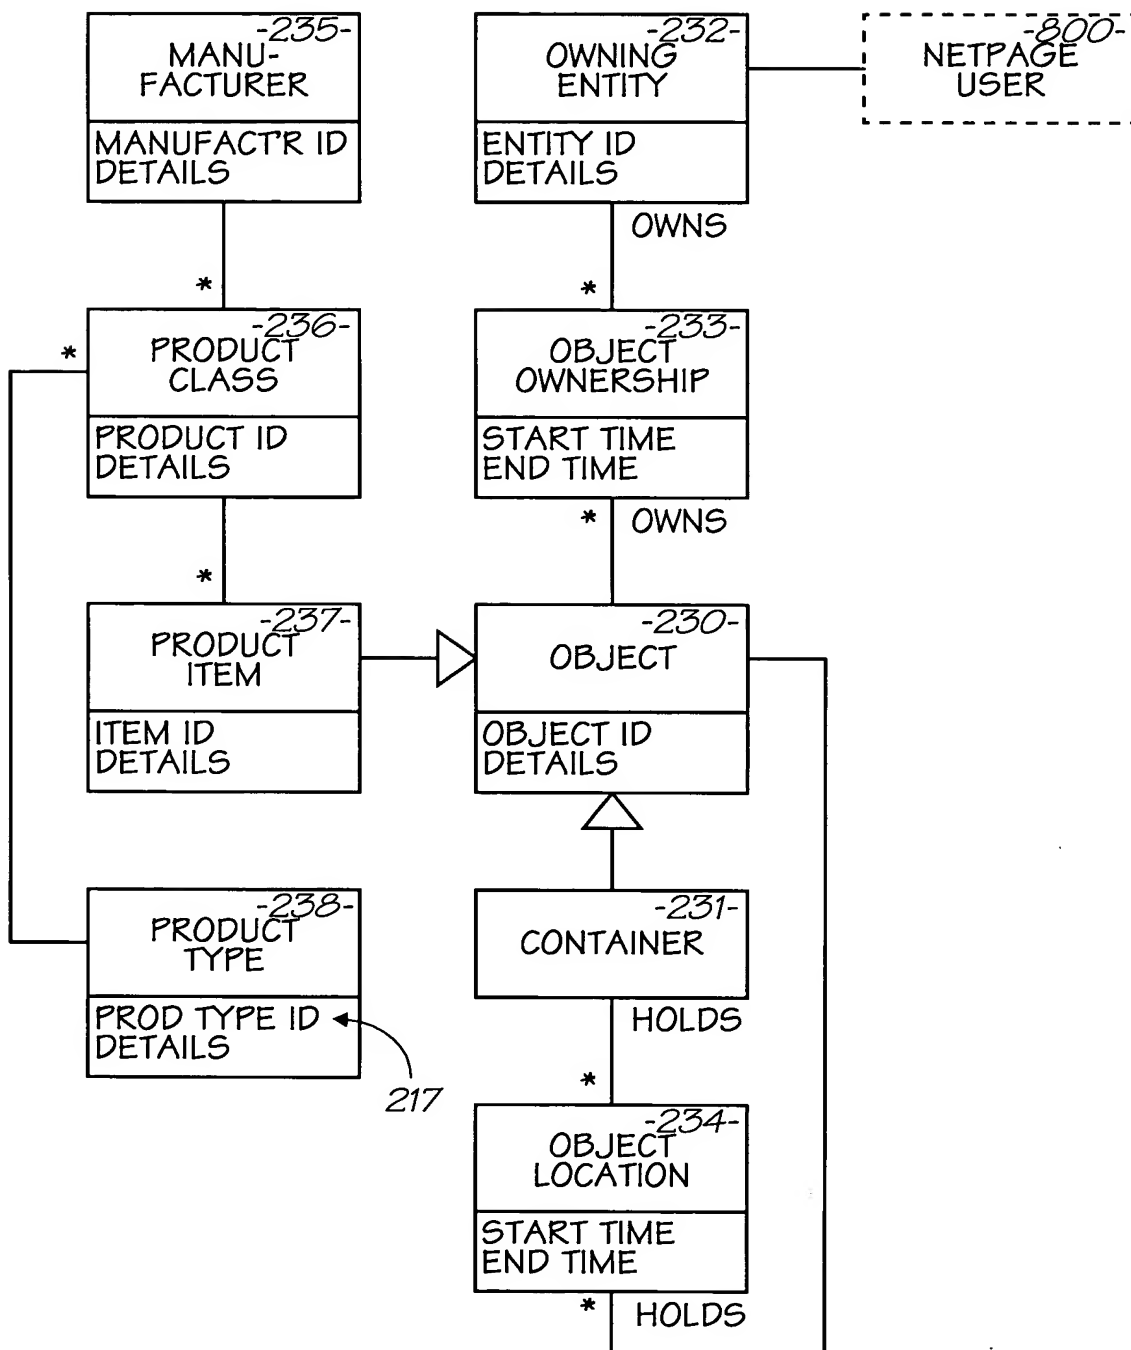 -235-
MANU-
FACTURER
MANUFACT'R ID
DETAILS
*
-236-
PRODUCT
CLASS
*
PRODUCT ID
DETAILS
*
-237-
PRODUCT
ITEM
ITEM ID
DETAILS
-238-
PRODUCT
TYPE
PROD TYPE ID
DETAILS
217
-232-
OWNING
ENTITY
ENTITY ID
DETAILS
OWNS
*
-233-
OBJECT
OWNERSHIP
START TIME
END TIME
* OWNS
-230-
OBJECT
OBJECT ID
DETAILS
-231-
CONTAINER
HOLDS
*
-234-
OBJECT
LOCATION
START TIME
END TIME
* HOLDS
-800-
NETPAGE
USER